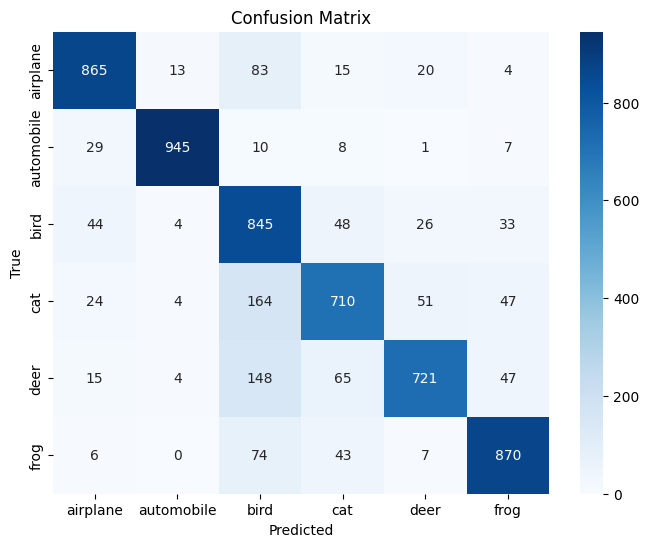 Confusion Matrix
airplane 865 13 83 15 20 4
automobile 29 945 10 8 1 7
bird 44 4 845 48 26 33
cat 24 4 164 710 51 47
deer 15 4 148 65 721 47
frog 6 0 74 43 7 870
airplane automobile bird cat deer frog
Predicted
True
800
600
400
200
0